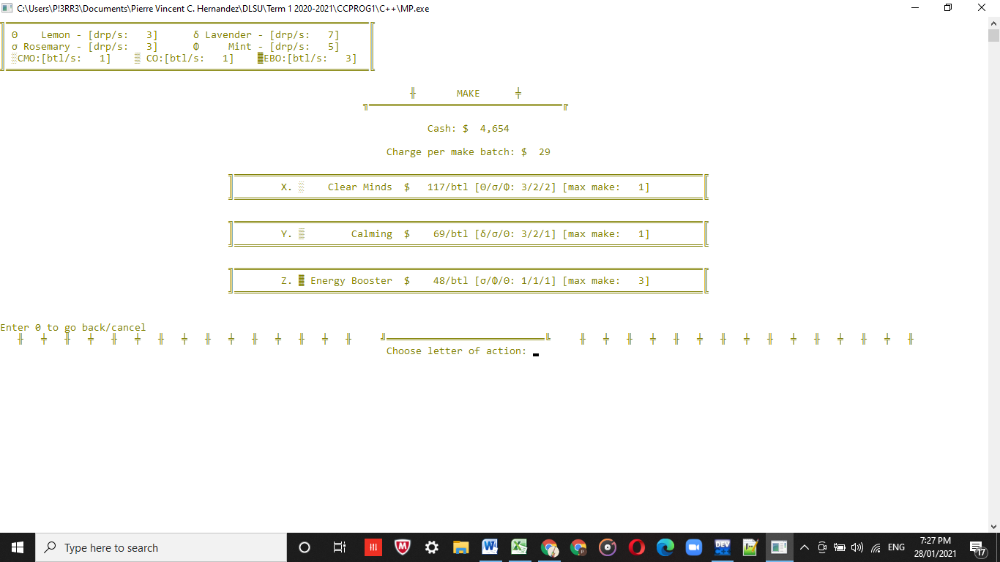 C:\Users\P!3RR3\Documents\Pierre Vincent C. Hernandez\DLSU\Term 1 2020-2021\CCPROG1\C++\MP.exe
Θ Lemon - [drp/s: 3] δ Lavender - [drp/s: 7]
σ Rosemary - [drp/s: 3] Φ Mint - [drp/s: 5]
░CMO:[btl/s: 1] ▒ CO:[btl/s: 1] ▓EBO:[btl/s: 3]
╫ MAKE ╪
Cash: $ 4,654
Charge per make batch: $ 29
X. ░ Clear Minds $ 117/btl [Θ/σ/Φ: 3/2/2] [max make: 1]
Y. ▒ Calming $ 69/btl [δ/σ/Θ: 3/2/1] [max make: 1]
Z. ▓ Energy Booster $ 48/btl [σ/Φ/Θ: 1/1/1] [max make: 3]
Enter 0 to go back/cancel
Choose letter of action:
Type here to search
W
X
DEV
C++
ENG
7:27 PM
28/01/2021
17